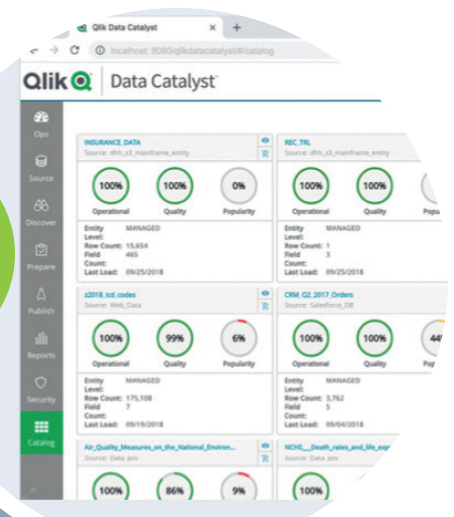 Qlik Data Catalyst
localhost: 8080/qlikdatacatalyst/#/catalog
Qlik Data Catalyst
Ops
Source
Discover
Prepare
Publish
Reports
Security
Catalog
INSURANCE_DATA
Source: dhh_s3_mainframe_entity
100% 100% 0%
Operational Quality Popularity
Entity Level: MANAGED
Row Count: 15,654
Field Count: 465
Last Load: 09/25/2018
REC_TRL
Source: dhh_s3_mainframe_entity
100% 100%
Operational Quality
Entity Level: MANAGED
Row Count: 1
Field Count: 3
Last Load: 09/25/2018
z2018_icd_codes
Source: Web_Data
100% 99% 6%
Operational Quality Popularity
Entity Level: MANAGED
Row Count: 175,108
Field Count: 7
Last Load: 09/19/2018
CRM_Q2_2017_Orders
Source: Salesforce_DB
100% 100% 44
Operational Quality Popularity
Entity Level: MANAGED
Row Count: 3,762
Field Count: 5
Last Load: 09/04/2018
Air_Quality_Measures_on_the_National_Environ...
Source: Data_gov
100% 86% 9%
NCHS__Death_rates_and_life_exp
Source: Data_gov
100%